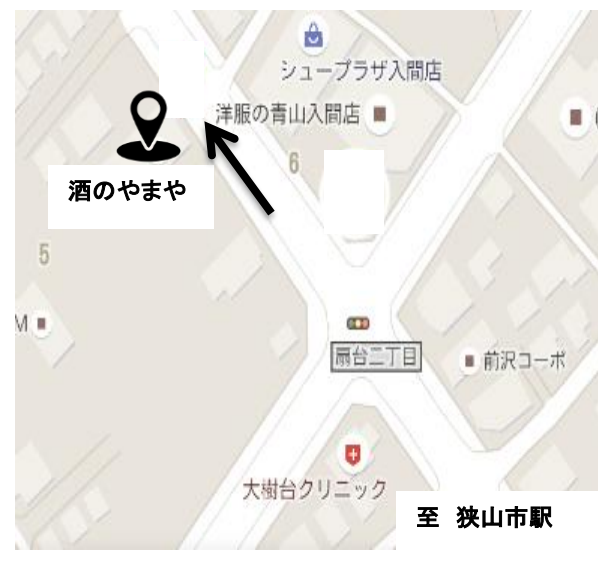 シュープラザ入間店
洋服の青山入間店
6
酒のやまや
5
M
扇台二丁目
前沢コーポ
大樹台クリニック
至 狭山市駅